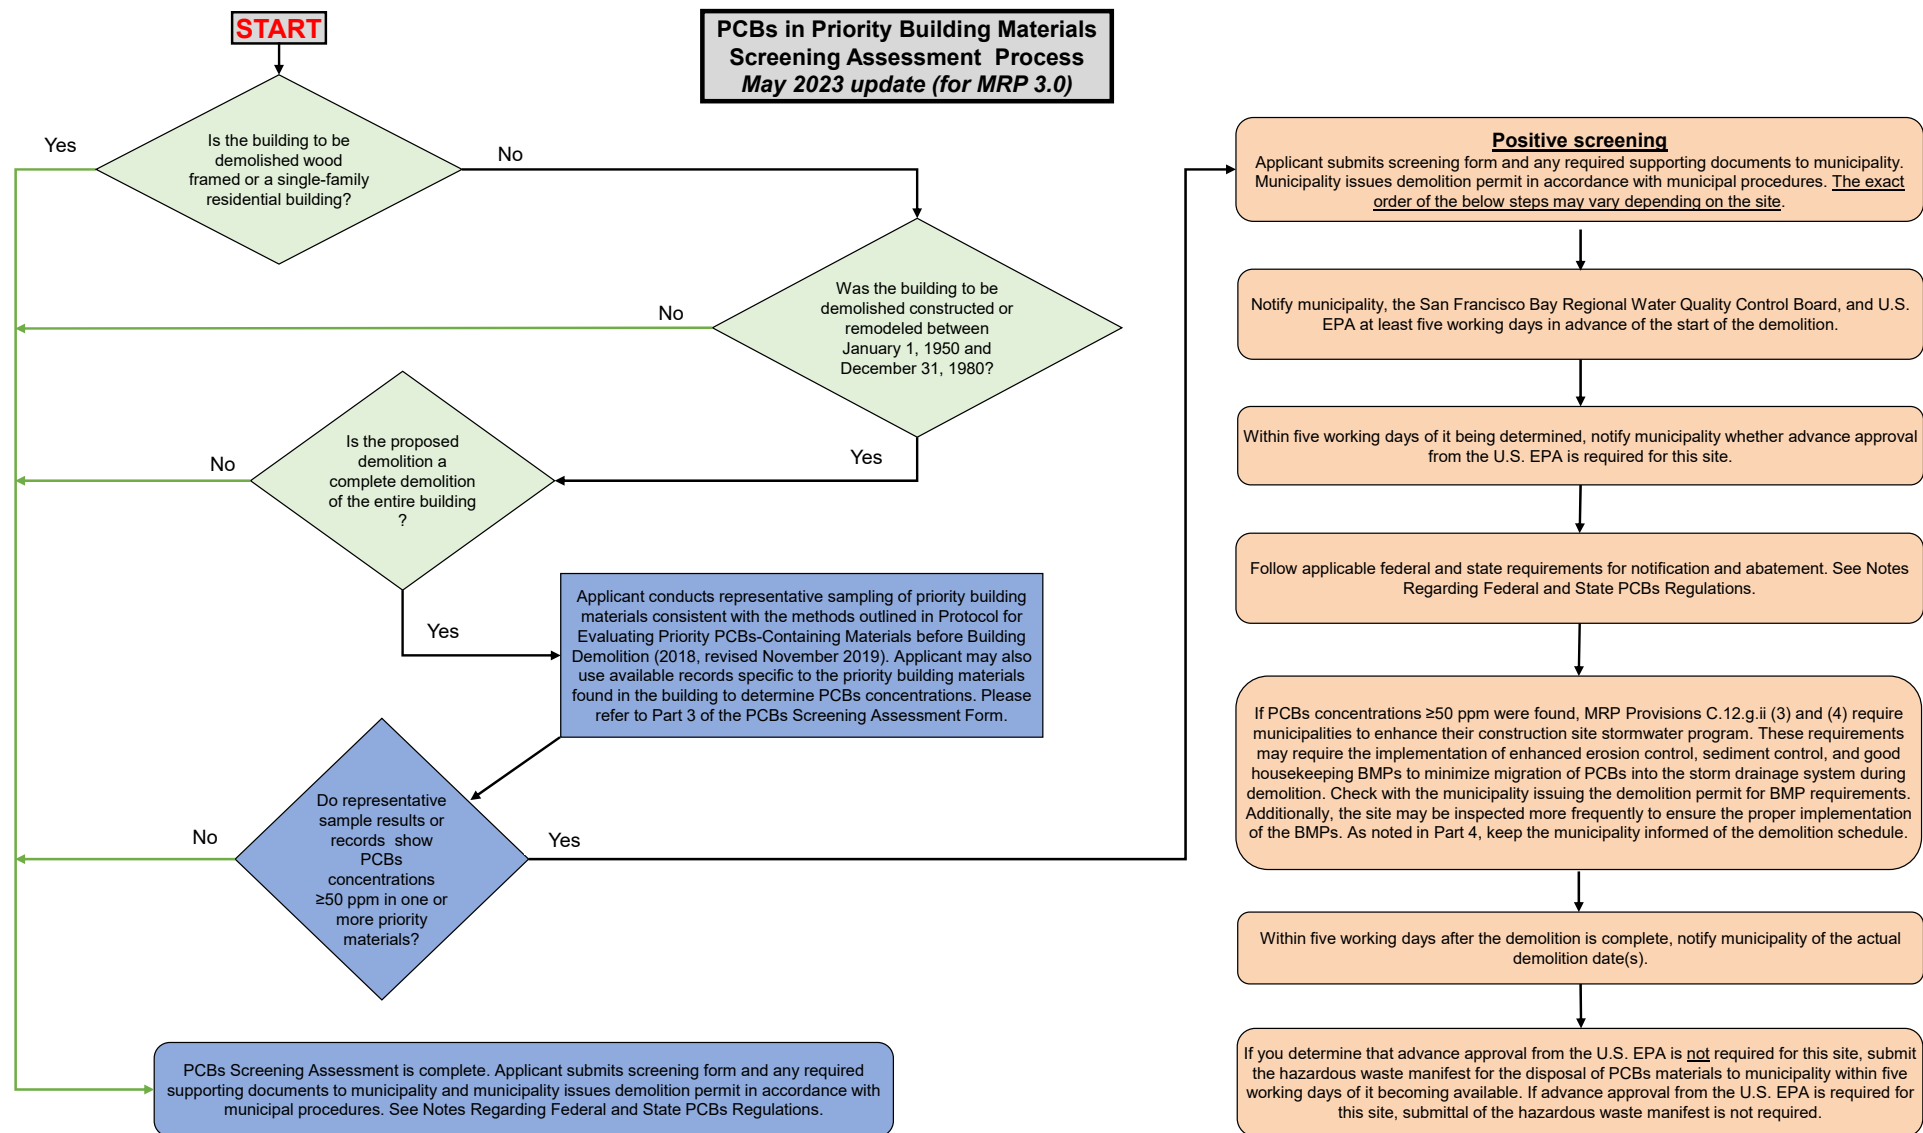 START
PCBs in Priority Building Materials
Screening Assessment Process
May 2023 update (for MRP 3.0)
Is the building to be
demolished wood
framed or a single-family
residential building?
Yes
No
Was the building to be
demolished constructed or
remodeled between
January 1, 1950 and
December 31, 1980?
No
Yes
Is the proposed
demolition a
complete demolition
of the entire building
?
No
Yes
Applicant conducts representative sampling of priority building
materials consistent with the methods outlined in Protocol for
Evaluating Priority PCBs-Containing Materials before Building
Demolition (2018, revised November 2019). Applicant may also
use available records specific to the priority building materials
found in the building to determine PCBs concentrations. Please
refer to Part 3 of the PCBs Screening Assessment Form.
Do representative
sample results or
records show
PCBs
concentrations
≥50 ppm in one or
more priority
materials?
No
Yes
PCBs Screening Assessment is complete. Applicant submits screening form and any required
supporting documents to municipality and municipality issues demolition permit in accordance with
municipal procedures. See Notes Regarding Federal and State PCBs Regulations.
Positive screening
Applicant submits screening form and any required supporting documents to municipality.
Municipality issues demolition permit in accordance with municipal procedures. The exact
order of the below steps may vary depending on the site.
Notify municipality, the San Francisco Bay Regional Water Quality Control Board, and U.S.
EPA at least five working days in advance of the start of the demolition.
Within five working days of it being determined, notify municipality whether advance approval
from the U.S. EPA is required for this site.
Follow applicable federal and state requirements for notification and abatement. See Notes
Regarding Federal and State PCBs Regulations.
If PCBs concentrations ≥50 ppm were found, MRP Provisions C.12.g.ii (3) and (4) require
municipalities to enhance their construction site stormwater program. These requirements
may require the implementation of enhanced erosion control, sediment control, and good
housekeeping BMPs to minimize migration of PCBs into the storm drainage system during
demolition. Check with the municipality issuing the demolition permit for BMP requirements.
Additionally, the site may be inspected more frequently to ensure the proper implementation
of the BMPs. As noted in Part 4, keep the municipality informed of the demolition schedule.
Within five working days after the demolition is complete, notify municipality of the actual
demolition date(s).
If you determine that advance approval from the U.S. EPA is not required for this site, submit
the hazardous waste manifest for the disposal of PCBs materials to municipality within five
working days of it becoming available. If advance approval from the U.S. EPA is required for
this site, submittal of the hazardous waste manifest is not required.